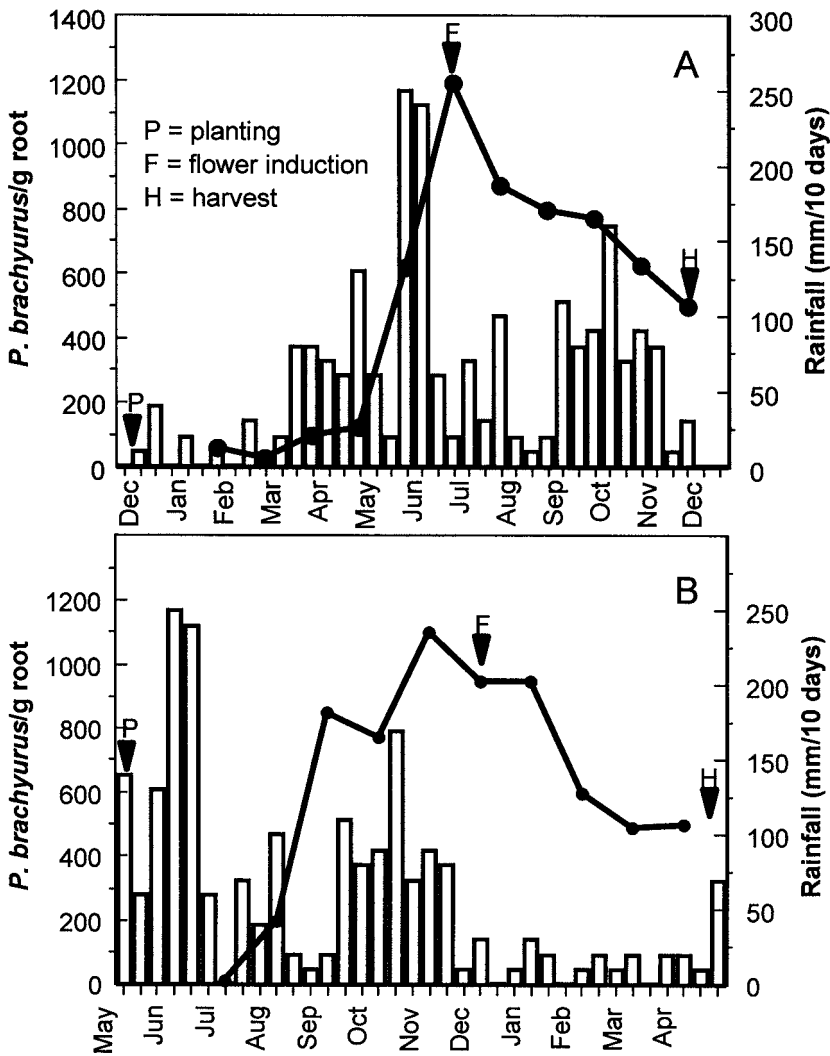 1400
1200
1000
800
600
400
200
0
P. brachyurus/g root
P = planting
F = flower induction
H = harvest
P
F
H
A
300
250
200
150
100
50
0
Rainfall (mm/10 days)
Dec Jan Feb Mar Apr May Jun Jul Aug Sep Oct Nov Dec
1200
1000
800
600
400
200
0
P. brachyurus/g root
P
F
H
B
250
200
150
100
50
0
Rainfall (mm/10 days)
May Jun Jul Aug Sep Oct Nov Dec Jan Feb Mar Apr